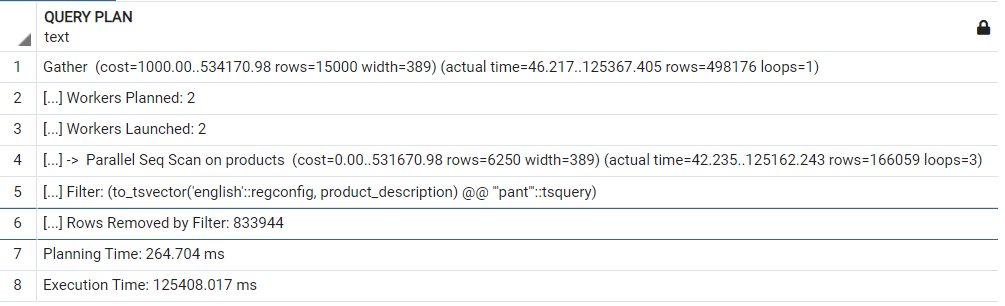 QUERY PLAN
text
1 Gather (cost=1000.00..534170.98 rows=15000 width=389) (actual time=46.217..125367.405 rows=498176 loops=1)
2 [...] Workers Planned: 2
3 [...] Workers Launched: 2
4 [...] -> Parallel Seq Scan on products (cost=0.00..531670.98 rows=6250 width=389) (actual time=42.235..125162.243 rows=166059 loops=3)
5 [...] Filter: (to_tsvector('english'::regconfig, product_description) @@ '''pant'''::tsquery)
6 [...] Rows Removed by Filter: 833944
7 Planning Time: 264.704 ms
8 Execution Time: 125408.017 ms